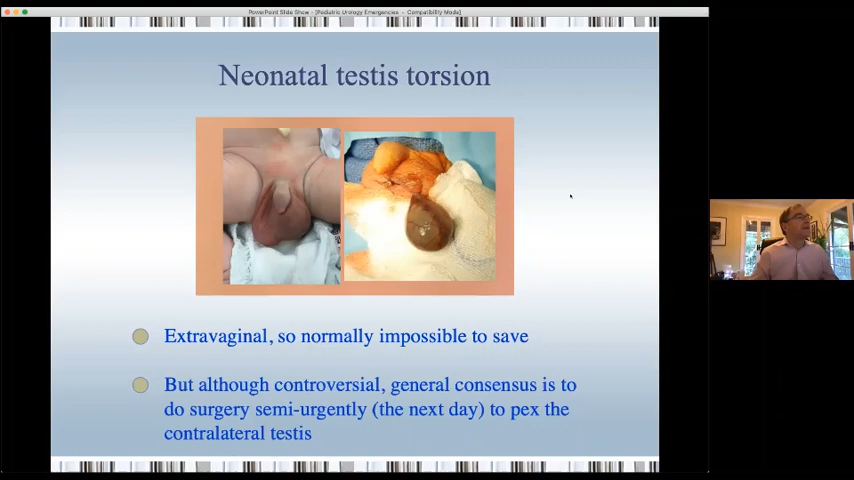 PowerPoint Slide Show - [Pediatric Urology Emergencies - Compatibility Mode]
Neonatal testis torsion
Extravaginal, so normally impossible to save
But although controversial, general consensus is to
do surgery semi-urgently (the next day) to pex the
contralateral testis